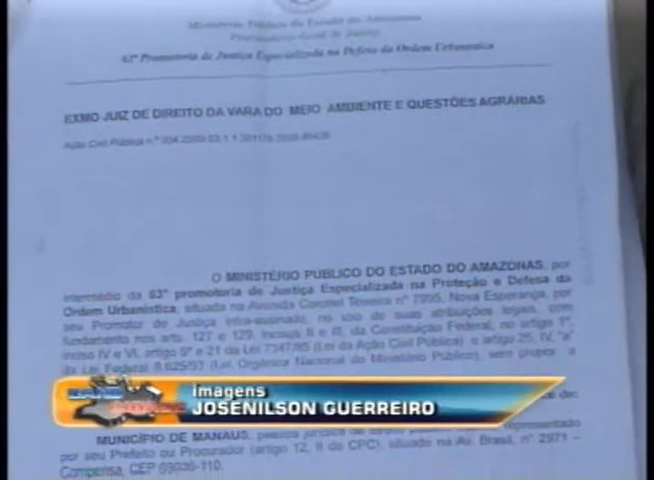 Ministério Público do Estado do Amazonas
Procuradoria-Geral de Justiça
63ª Promotoria de Justiça Especializada na Defesa da Ordem Urbanística
EXMO JUIZ DE DIREITO DA VARA DO MEIO AMBIENTE E QUESTÕES AGRÁRIAS
Ação Civil Pública n.º
O MINISTÉRIO PÚBLICO DO ESTADO DO AMAZONAS, por
intermédio da 63ª promotoria de Justiça Especializada na Proteção e Defesa da
Ordem Urbanística, situada na Avenida Coronel Teixeira nº 7995, Nova Esperança, por
seu Promotor de Justiça infra-assinado, no uso de suas atribuições legais, com
fundamento nos arts. 127 e 129, incisos II e III, da Constituição Federal, no artigo 1º,
inciso IV e VI, artigo 5º e 21 da Lei 7347/85 (Lei da Ação Civil Pública) e artigo 25, IV, "a"
da Lei Federal 8.625/93 (Lei Orgânica Nacional do Ministério Público), vem propor a
imagens
JOSENILSON GUERREIRO
de:
MUNICÍPIO DE MANAUS, pessoa jurídica de representado
por seu Prefeito ou Procurador (artigo 12, II do CPC), situado na Av. Brasil, nº 2971 –
Compensa, CEP 69036-110.